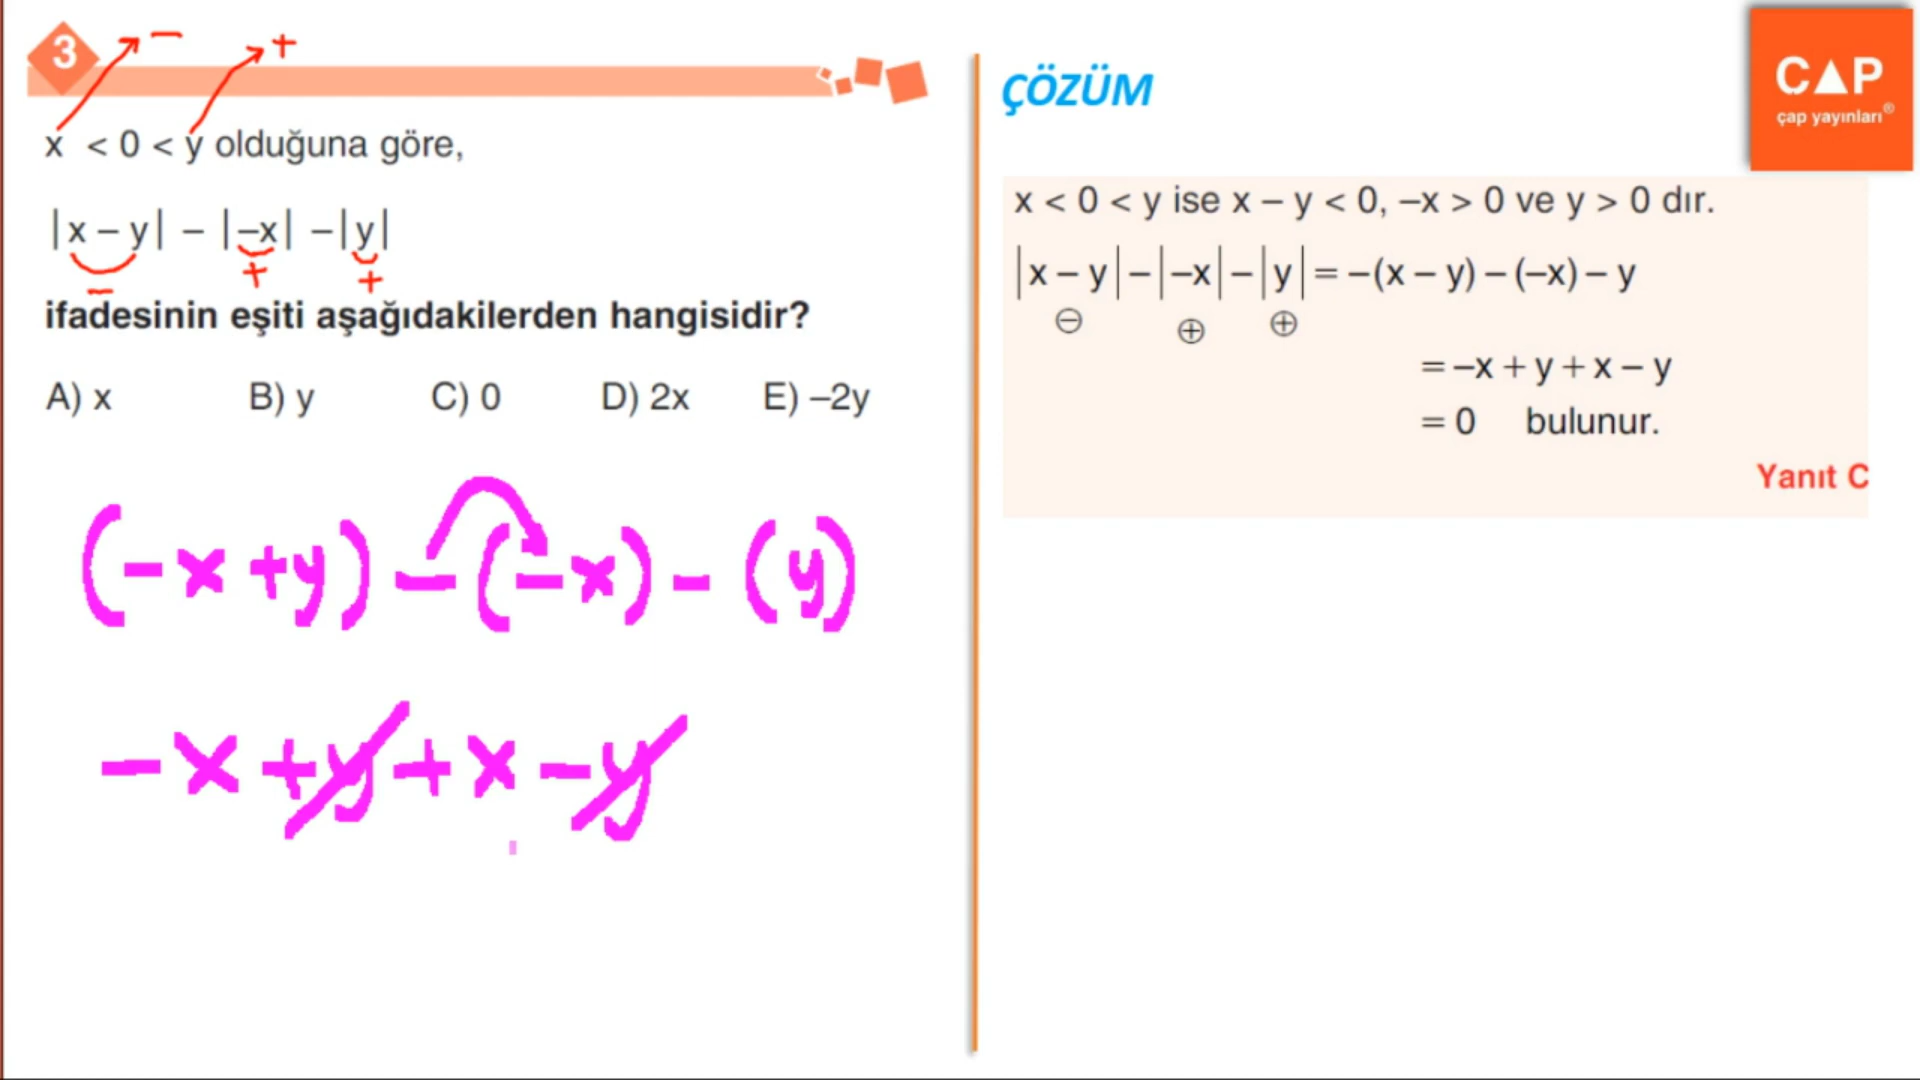 3
− +
x < 0 < y olduğuna göre,
|x – y| – |–x| –|y|
− + +
ifadesinin eşiti aşağıdakilerden hangisidir?
A) x B) y C) 0 D) 2x E) –2y
(-x+y)-(-x)-(y)
-x+y+x-y
ÇÖZÜM
CAP
çap yayınları®
x < 0 < y ise x – y < 0, –x > 0 ve y > 0 dır.
|x – y| – |–x| – |y| = –(x – y) – (–x) – y
⊖ ⊕ ⊕
= –x + y + x – y
= 0 bulunur.
Yanıt C